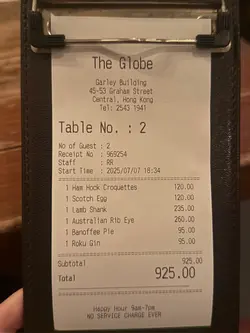 The Globe
Garley Building
45-53 Graham Street
Central, Hong Kong
Tel: 2543 1941
Table No. : 2
No of Guest : 2
Receipt No : 969254
Staff : RR
Start Time : 2025/07/07 18:34
1 Ham Hock Croquettes 120.00
1 Scotch Egg 120.00
1 Lamb Shank 235.00
1 Australian Rib Eye 260.00
1 Banoffee Pie 95.00
1 Roku Gin 95.00
Subtotal 925.00
Total 925.00
Happy Hour 9am-7pm
NO SERVICE CHARGE EVER